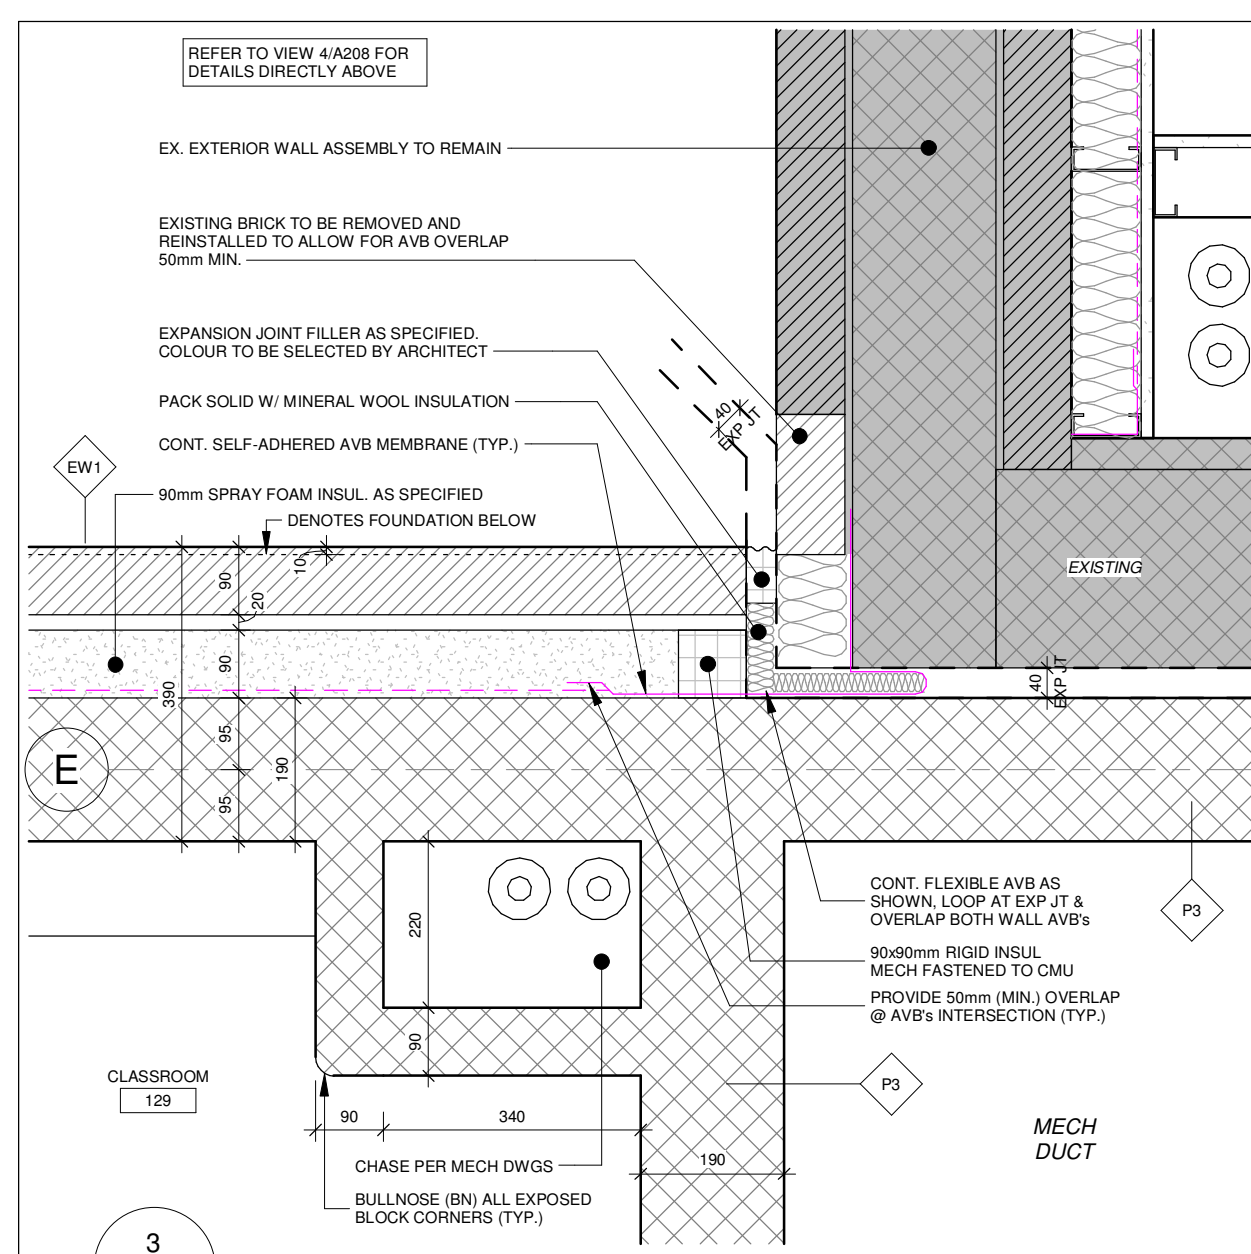 REFER TO VIEW 4/A208 FOR
DETAILS DIRECTLY ABOVE
EX. EXTERIOR WALL ASSEMBLY TO REMAIN
EXISTING BRICK TO BE REMOVED AND
REINSTALLED TO ALLOW FOR AVB OVERLAP
50mm MIN.
EXPANSION JOINT FILLER AS SPECIFIED.
COLOUR TO BE SELECTED BY ARCHITECT
PACK SOLID W/ MINERAL WOOL INSULATION
CONT. SELF-ADHERED AVB MEMBRANE (TYP.)
40
EXP JT
EW1
90mm SPRAY FOAM INSUL. AS SPECIFIED
DENOTES FOUNDATION BELOW
10
90
20
90
390
95
190
95
E
EXISTING
40
EXP JT
220
90
CONT. FLEXIBLE AVB AS
SHOWN, LOOP AT EXP JT &
OVERLAP BOTH WALL AVB's
P3
90x90mm RIGID INSUL
MECH FASTENED TO CMU
PROVIDE 50mm (MIN.) OVERLAP
@ AVB's INTERSECTION (TYP.)
P3
CLASSROOM
129
90
340
190
MECH
DUCT
CHASE PER MECH DWGS
BULLNOSE (BN) ALL EXPOSED
BLOCK CORNERS (TYP.)
3